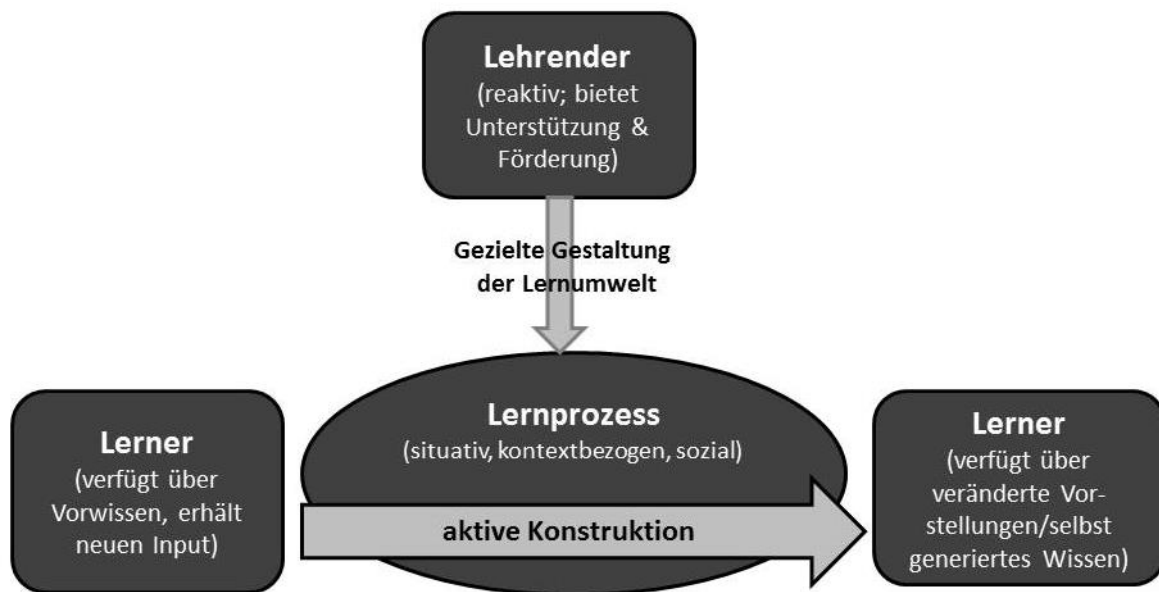 Lehrender
(reaktiv; bietet
Unterstützung &
Förderung)
Gezielte Gestaltung
der Lernumwelt
Lerner
(verfügt über
Vorwissen, erhält
neuen Input)
Lernprozess
(situativ, kontextbezogen, sozial)
aktive Konstruktion
Lerner
(verfügt über
veränderte Vor-
stellungen/selbst
generiertes Wissen)